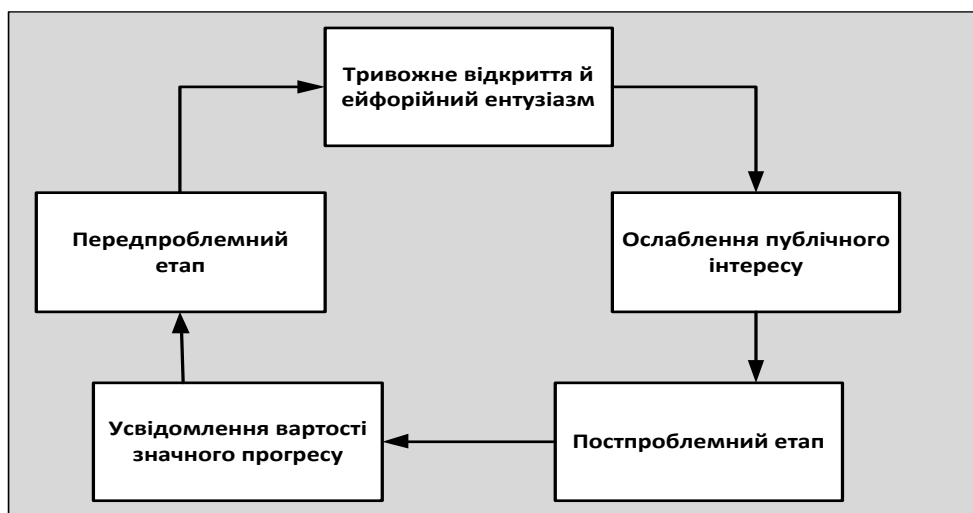 Тривожне відкриття й
ейфорійний ентузіазм
Передпроблемний
етап
Ослаблення публічного
інтересу
Усвідомлення вартості
значного прогресу
Постпроблемний етап